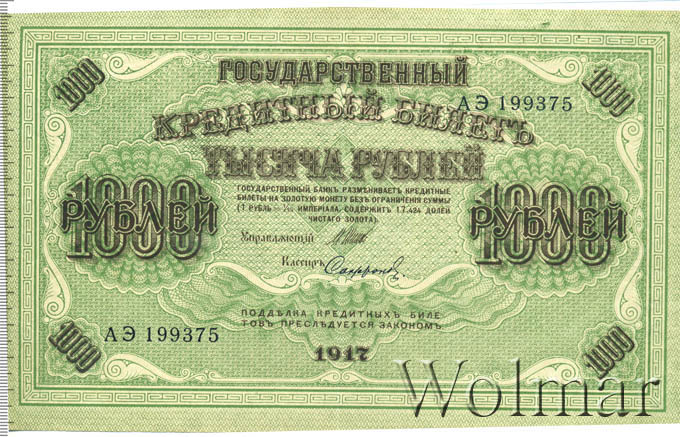 1000 ГОСУДАРСТВЕННЫЙ 1000
КРЕДИТНЫЙ БИЛЕТЪ
АЭ 199375
ТЫСЯЧА РУБЛЕЙ
1000 РУБЛЕЙ
1000 РУБЛЕЙ
ГОСУДАРСТВЕННЫЙ БАНКЪ РАЗМѢНИВАЕТЪ КРЕДИТНЫЕ
БИЛЕТЫ НА ЗОЛОТУЮ МОНЕТУ БЕЗЪ ОГРАНИЧЕНІЯ СУММЫ
(1 РУБЛЬ = 1/15 ИМПЕРІАЛА, СОДЕРЖИТЪ 17,424 ДОЛЕЙ
ЧИСТАГО ЗОЛОТА).
Управляющій
Кассиръ Сафронов
ПОДДѢЛКА КРЕДИТНЫХЪ БИЛЕ
ТОВЪ ПРЕСЛѢДУЕТСЯ ЗАКОНОМЪ
АЭ 199375
1000 1917 1000
Wolmar